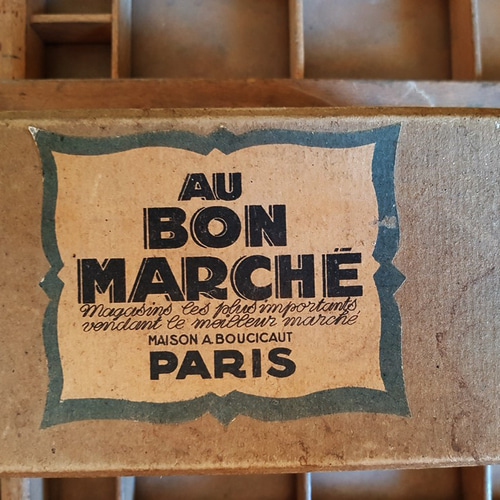 AU
BON
MARCHÉ
Magasins les plus importants
vendant le meilleur marché
MAISON A. BOUCICAUT
PARIS